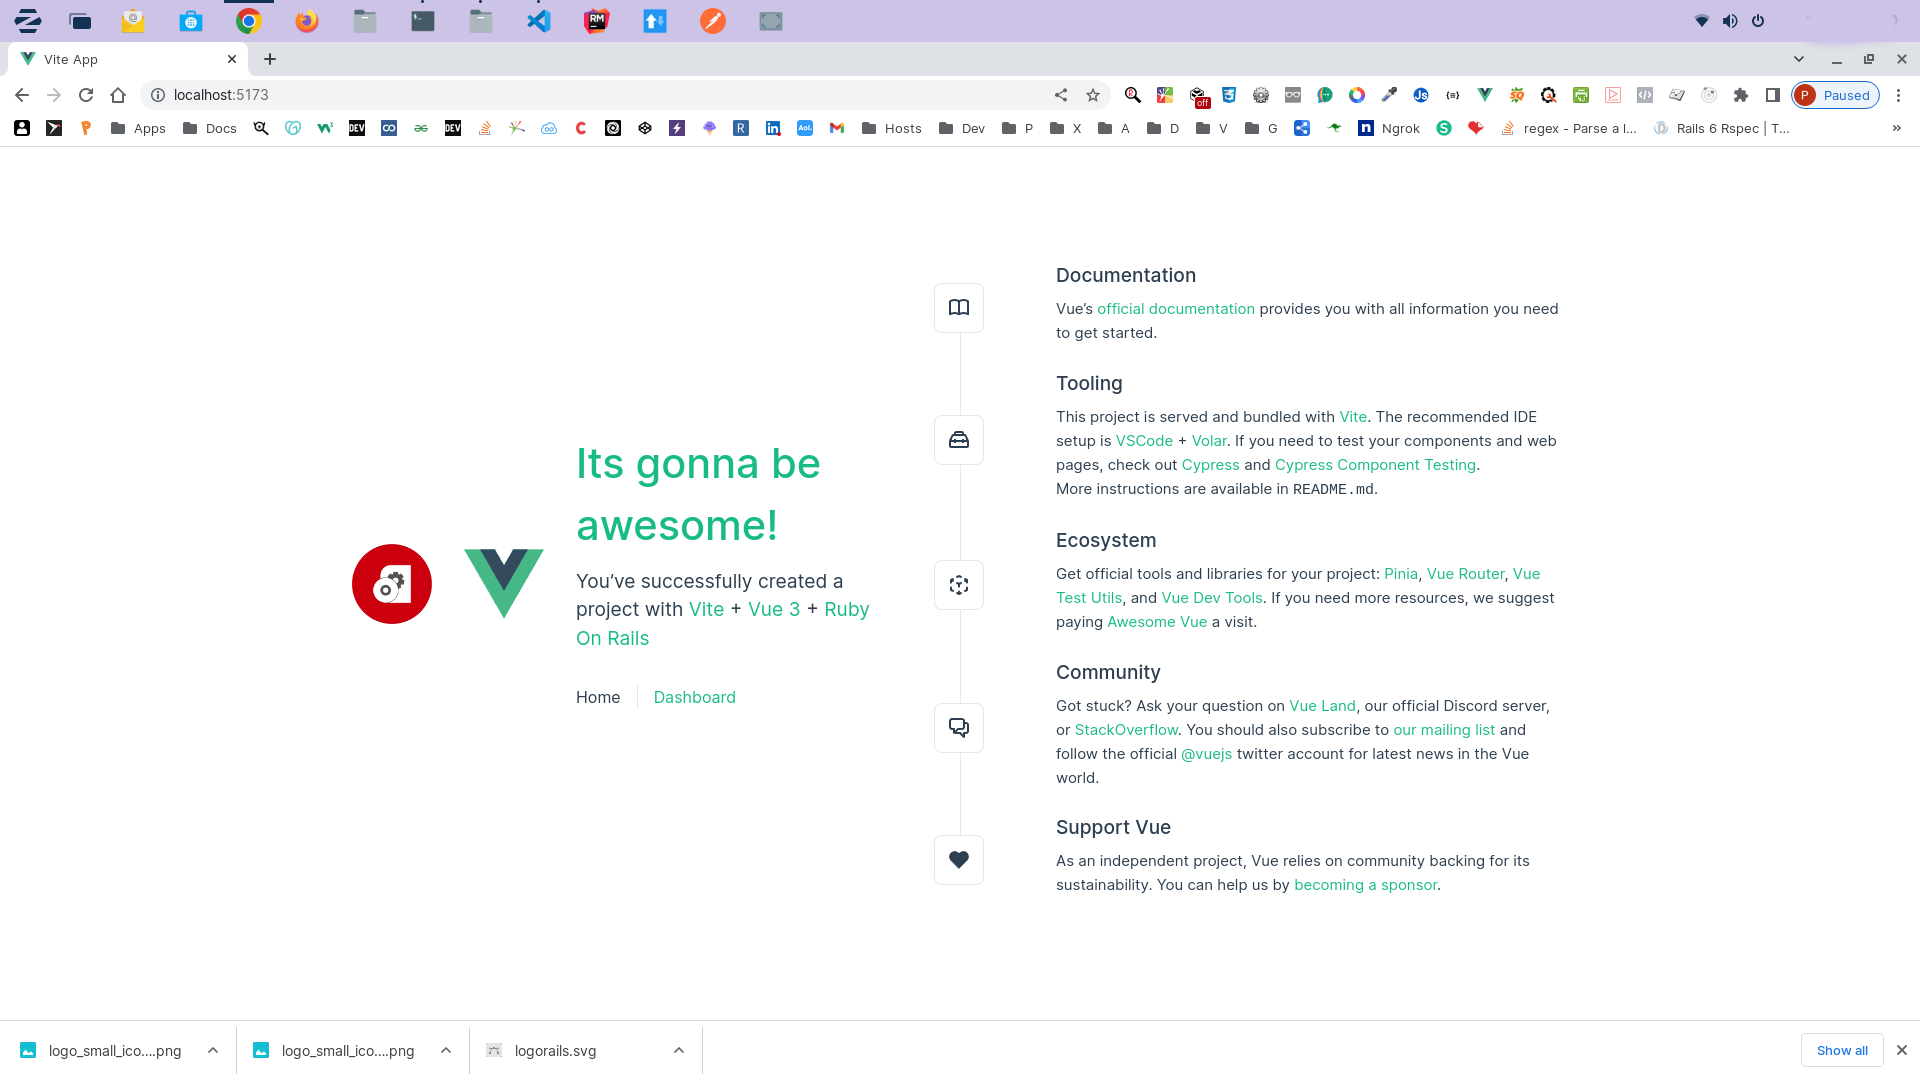 Vite App
localhost:5173
off
Js
P
Paused
Apps
Docs
DEV
DEV
R
Aol.
Hosts
Dev
P
X
A
D
V
G
n
Ngrok
S
regex - Parse a l...
Rails 6 Rspec | T...
RM
Its gonna be
awesome!
You’ve successfully created a
project with Vite + Vue 3 + Ruby
On Rails
Home
Dashboard
Documentation
Vue’s official documentation provides you with all information you need
to get started.
Tooling
This project is served and bundled with Vite. The recommended IDE
setup is VSCode + Volar. If you need to test your components and web
pages, check out Cypress and Cypress Component Testing.
More instructions are available in README.md.
Ecosystem
Get official tools and libraries for your project: Pinia, Vue Router, Vue
Test Utils, and Vue Dev Tools. If you need more resources, we suggest
paying Awesome Vue a visit.
Community
Got stuck? Ask your question on Vue Land, our official Discord server,
or StackOverflow. You should also subscribe to our mailing list and
follow the official @vuejs twitter account for latest news in the Vue
world.
Support Vue
As an independent project, Vue relies on community backing for its
sustainability. You can help us by becoming a sponsor.
logo_small_ico....png
logo_small_ico....png
logorails.svg
Show all